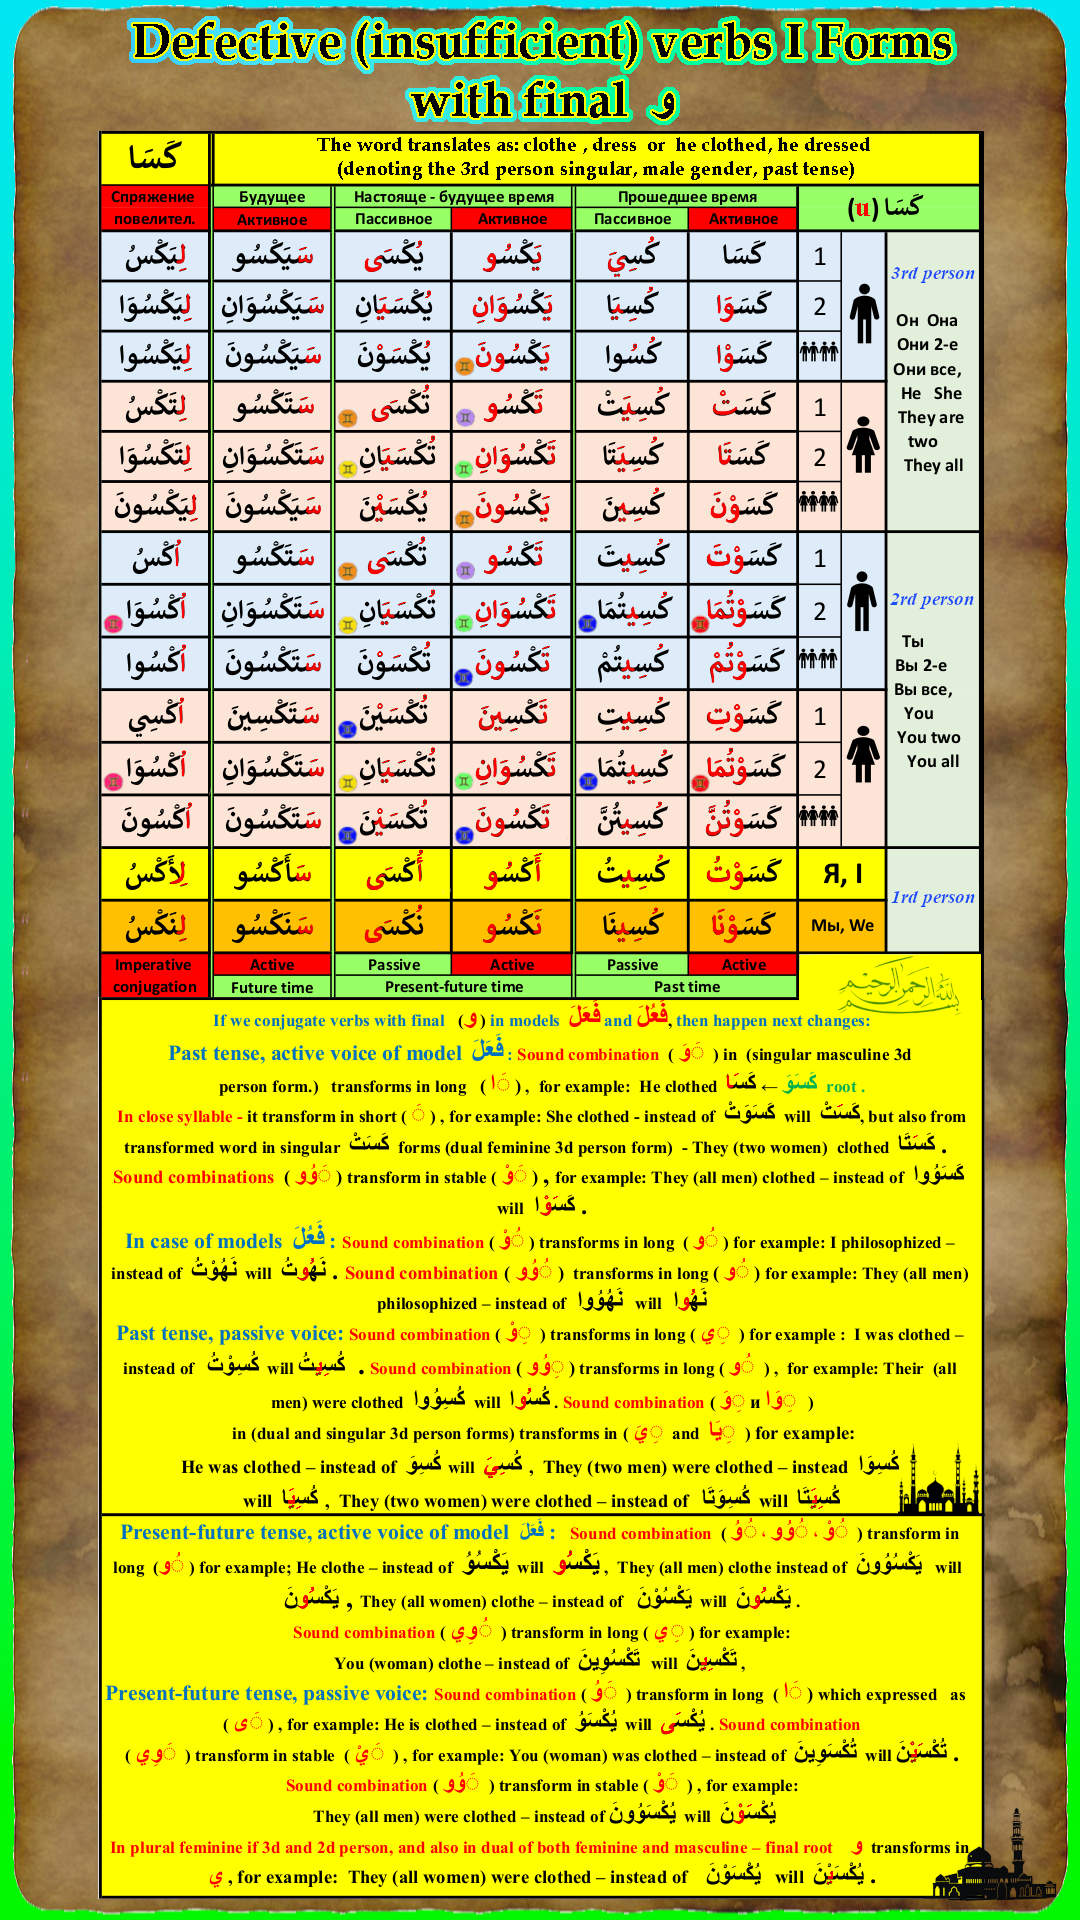 Defective (insufficient) verbs I Forms
with final و
كَسَا
The word translates as: clothe , dress or he clothed, he dressed
(denoting the 3rd person singular, male gender, past tense)
Спряжение повелител. Будущее Настояще - будущее время Прошедшее время
Активное Пассивное Активное Пассивное Активное
كَسَا (u)
لِيَكْسُ سَيَكْسُو يُكْسَى يَكْسُو كُسِيَ كَسَا 1
لِيَكْسُوَا سَيَكْسُوَانِ يُكْسَيَانِ يَكْسُوَانِ كُسِيَا كَسَوَا 2
لِيَكْسُوا سَيَكْسُونَ يُكْسَوْنَ يَكْسُونَ كُسُوا كَسَوْا
لِتَكْسُ سَتَكْسُو تُكْسَى تَكْسُو كُسِيَتْ كَسَتْ 1
لِتَكْسُوَا سَتَكْسُوَانِ تُكْسَيَانِ تَكْسُوَانِ كُسِيَتَا كَسَتَا 2
لِيَكْسُونَ سَيَكْسُونَ يُكْسَيْنَ يَكْسُونَ كُسِينَ كَسَوْنَ
3rd person
Он Она
Они 2-е
Они все,
He She
They are
two
They all
اُكْسُ سَتَكْسُو تُكْسَى تَكْسُو كُسِيتَ كَسَوْتَ 1
اُكْسُوَا سَتَكْسُوَانِ تُكْسَيَانِ تَكْسُوَانِ كُسِيتُمَا كَسَوْتُمَا 2
اُكْسُوا سَتَكْسُونَ تُكْسَوْنَ تَكْسُونَ كُسِيتُمْ كَسَوْتُمْ
اُكْسِي سَتَكْسِينَ تُكْسَيْنَ تَكْسِينَ كُسِيتِ كَسَوْتِ 1
اُكْسُوَا سَتَكْسُوَانِ تُكْسَيَانِ تَكْسُوَانِ كُسِيتُمَا كَسَوْتُمَا 2
اُكْسُونَ سَتَكْسُونَ تُكْسَيْنَ تَكْسُونَ كُسِيتُنَّ كَسَوْتُنَّ
2rd person
Ты
Вы 2-е
Вы все,
You
You two
You all
لِأَكْسُ سَأَكْسُو أُكْسَى أَكْسُو كُسِيتُ كَسَوْتُ Я, I
لِنَكْسُ سَنَكْسُو نُكْسَى نَكْسُو كُسِينَا كَسَوْنَا Мы, We
1rd person
Imperative Active Passive Active Passive Active
conjugation Future time Present-future time Past time
If we conjugate verbs with final (و) in models فَعَلَ and فَعُلَ, then happen next changes:
Past tense, active voice of model فَعَلَ : Sound combination ( َوَ ) in (singular masculine 3d
person form.) transforms in long ( َا ) , for example: He clothed كَسَا ← كَسَوَ root .
In close syllable - it transform in short ( َ ) , for example: She clothed - instead of كَسَوَتْ will كَسَتْ, but also from
transformed word in singular كَسَتْ forms (dual feminine 3d person form) - They (two women) clothed كَسَتَا .
Sound combinations ( َوُو ) transform in stable ( َوْ ) , for example: They (all men) clothed – instead of كَسَوُوا
will كَسَوْا .
In case of models فَعُلَ : Sound combination ( ُوْ ) transforms in long ( ُو ) for example: I philosophized –
instead of نَهُوْتُ will نَهُوتُ . Sound combination ( ُوُو ) transforms in long ( ُو ) for example: They (all men)
philosophized – instead of نَهُوُوا will نَهُوا
Past tense, passive voice: Sound combination ( ِوْ ) transforms in long ( ِي ) for example : I was clothed –
instead of كُسِوْتُ will كُسِيتُ . Sound combination ( ِوُو ) transforms in long ( ُو ) , for example: Their (all
men) were clothed كُسِوُوا will كُسُوا . Sound combination ( ِوَ и ِوَا )
in (dual and singular 3d person forms) transforms in ( ِيَ and ِيَا ) for example:
He was clothed – instead of كُسِوَ will كُسِيَ , They (two men) were clothed – instead كُسِوَا
will كُسِيَا , They (two women) were clothed – instead of كُسِوَتَا will كُسِيَتَا
Present-future tense, active voice of model فَعَلَ : Sound combination ( ُوُ ، ُوُو ، ُوْ ) transform in
long (ُو) for example; He clothe – instead of يَكْسُوُ will يَكْسُو , They (all men) clothe instead of يَكْسُوُونَ will
يَكْسُونَ , They (all women) clothe – instead of يَكْسُوْنَ will يَكْسُونَ .
Sound combination ( ُوِي ) transform in long ( ِي ) for example:
You (woman) clothe – instead of تَكْسُوِينَ will تَكْسِينَ ,
Present-future tense, passive voice: Sound combination ( َوُ ) transform in long ( َا ) which expressed as
( َى ) , for example: He is clothed – instead of يُكْسَوُ will يُكْسَى . Sound combination
( َوِي ) transform in stable ( َيْ ) , for example: You (woman) was clothed – instead of تُكْسَوِينَ will تُكْسَيْنَ .
Sound combination ( َوُو ) transform in stable ( َوْ ) , for example:
They (all men) were clothed – instead of يُكْسَوُونَ will يُكْسَوْنَ
In plural feminine if 3d and 2d person, and also in dual of both feminine and masculine – final root و transforms in
ي , for example: They (all women) were clothed – instead of يُكْسَوْنَ will يُكْسَيْنَ .